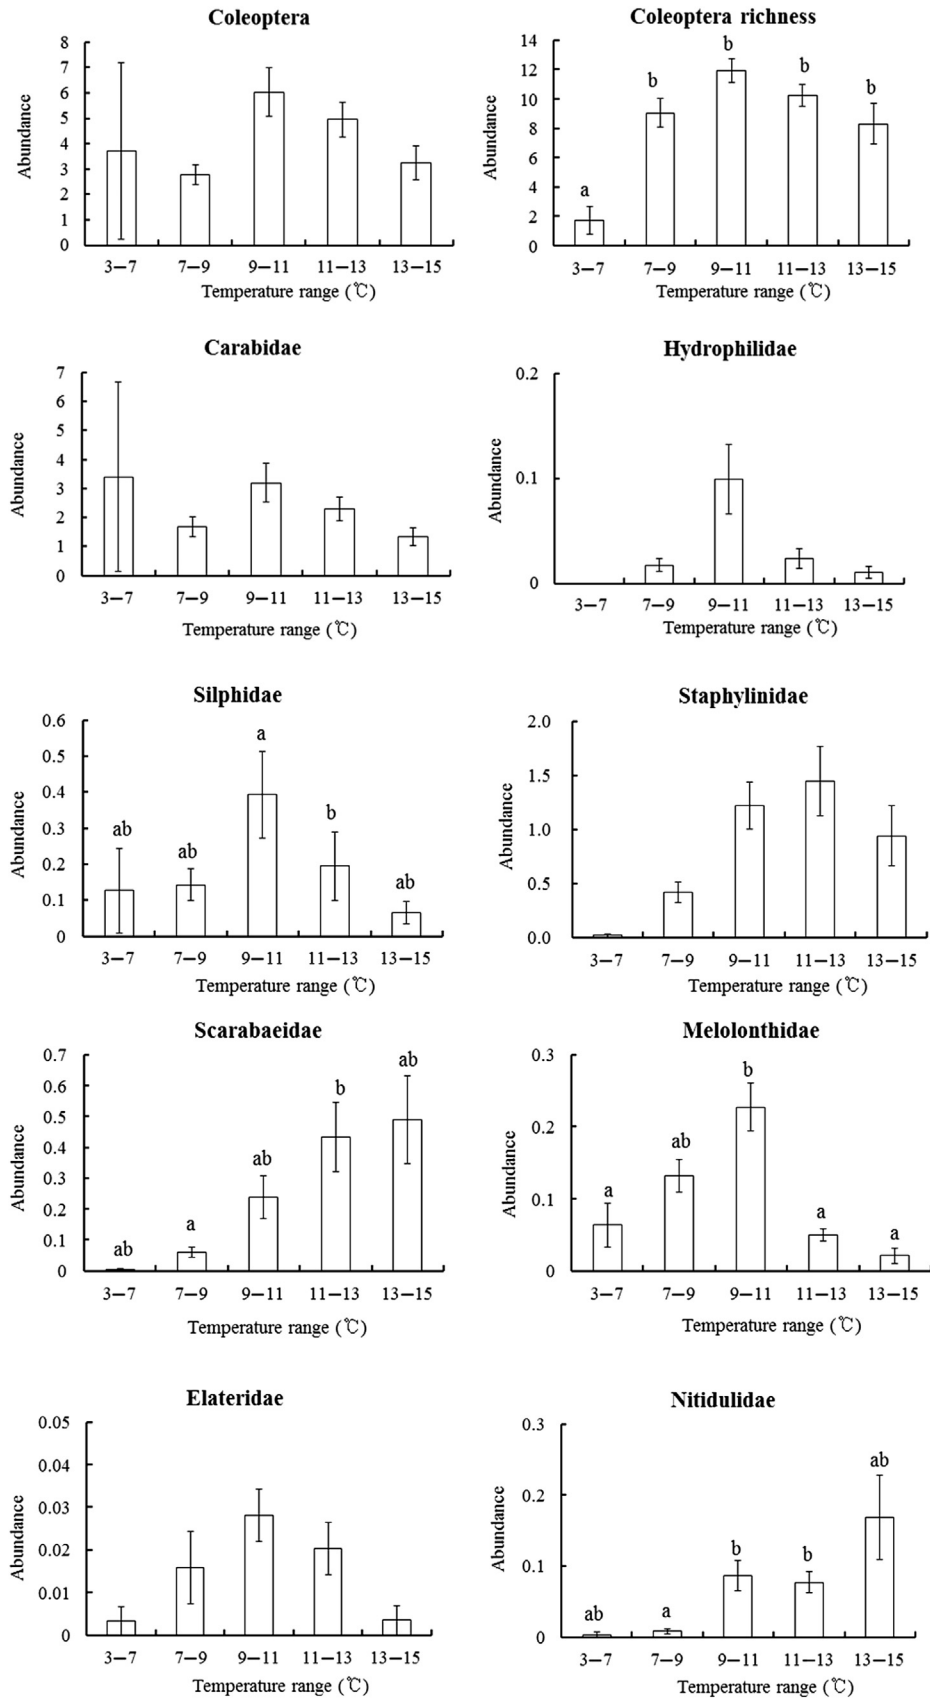 Coleoptera
Abundance
8
7
6
5
4
3
2
1
0
3–7 7–9 9–11 11–13 13–15
Temperature range (℃)
Coleoptera richness
Abundance
14
12
10
8
6
4
2
0
a b b b b
3–7 7–9 9–11 11–13 13–15
Temperature range (℃)
Carabidae
Abundance
7
6
5
4
3
2
1
0
3–7 7–9 9–11 11–13 13–15
Temperature range (℃)
Hydrophilidae
Abundance
0.2
0.1
0
3–7 7–9 9–11 11–13 13–15
Temperature range (℃)
Silphidae
Abundance
0.6
0.5
0.4
0.3
0.2
0.1
0
ab ab a b ab
3–7 7–9 9–11 11–13 13–15
Temperature range (℃)
Staphylinidae
Abundance
2.0
1.5
1.0
0.5
0.0
3–7 7–9 9–11 11–13 13–15
Temperature range (℃)
Scarabaeidae
Abundance
0.7
0.6
0.5
0.4
0.3
0.2
0.1
0
ab a ab b ab
3–7 7–9 9–11 11–13 13–15
Temperature range (℃)
Melolonthidae
Abundance
0.3
0.2
0.1
0
a ab b a a
3–7 7–9 9–11 11–13 13–15
Temperature range (℃)
Elateridae
Abundance
0.05
0.04
0.03
0.02
0.01
0
3–7 7–9 9–11 11–13 13–15
Temperature range (℃)
Nitidulidae
Abundance
0.3
0.2
0.1
0
ab a b b ab
3–7 7–9 9–11 11–13 13–15
Temperature range (℃)